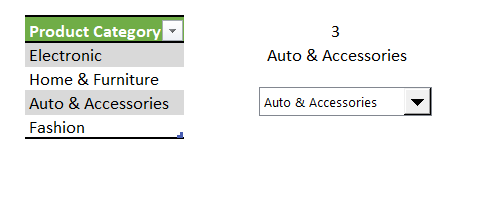 Product Category
Electronic
Home & Furniture
Auto & Accessories
Fashion
3
Auto & Accessories
Auto & Accessories